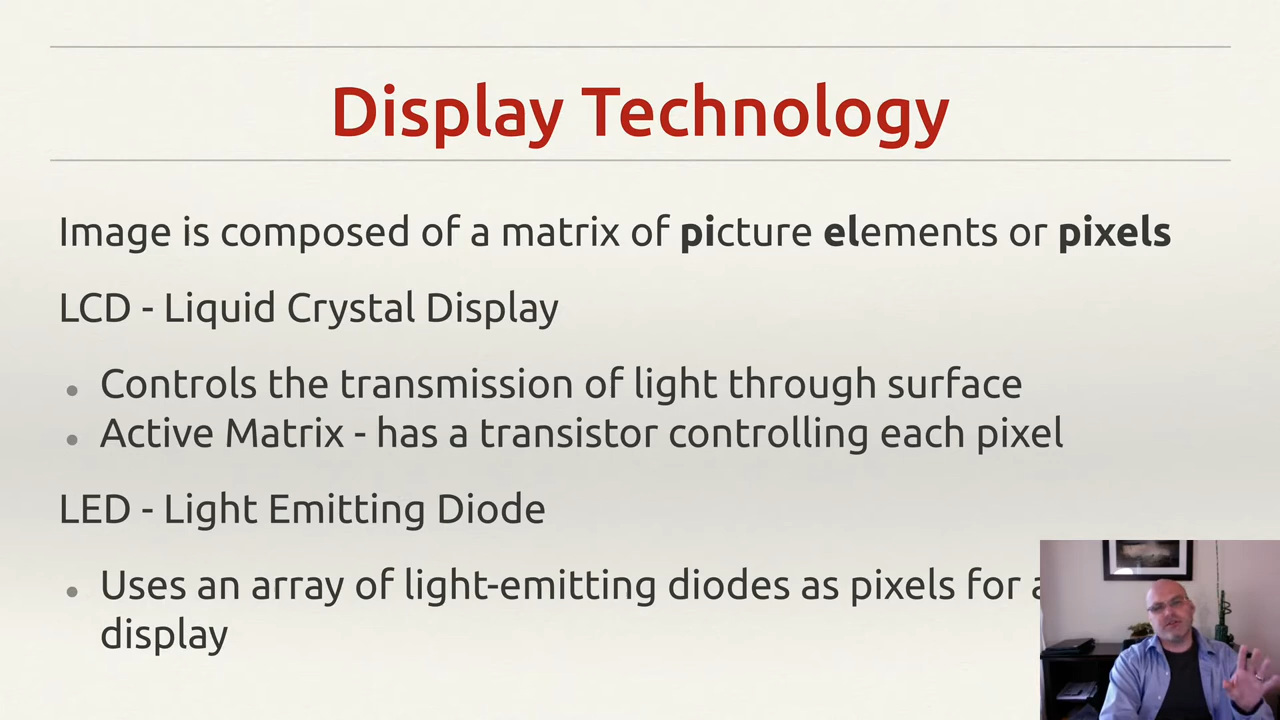 Display Technology
Image is composed of a matrix of picture elements or pixels
LCD - Liquid Crystal Display
Controls the transmission of light through surface
Active Matrix - has a transistor controlling each pixel
LED - Light Emitting Diode
Uses an array of light-emitting diodes as pixels for
display